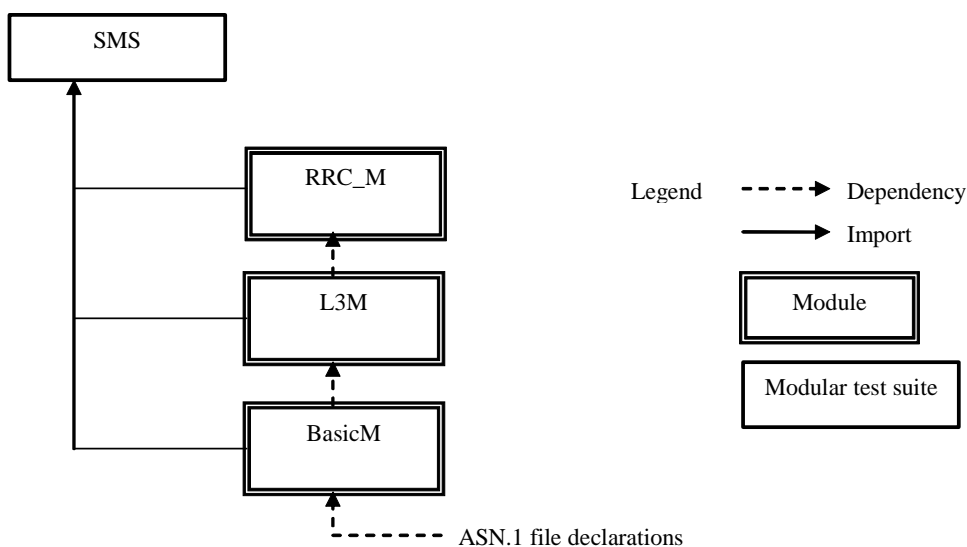 SMS
RRC_M
Legend
Dependency
Import
L3M
Module
Modular test suite
BasicM
ASN.1 file declarations